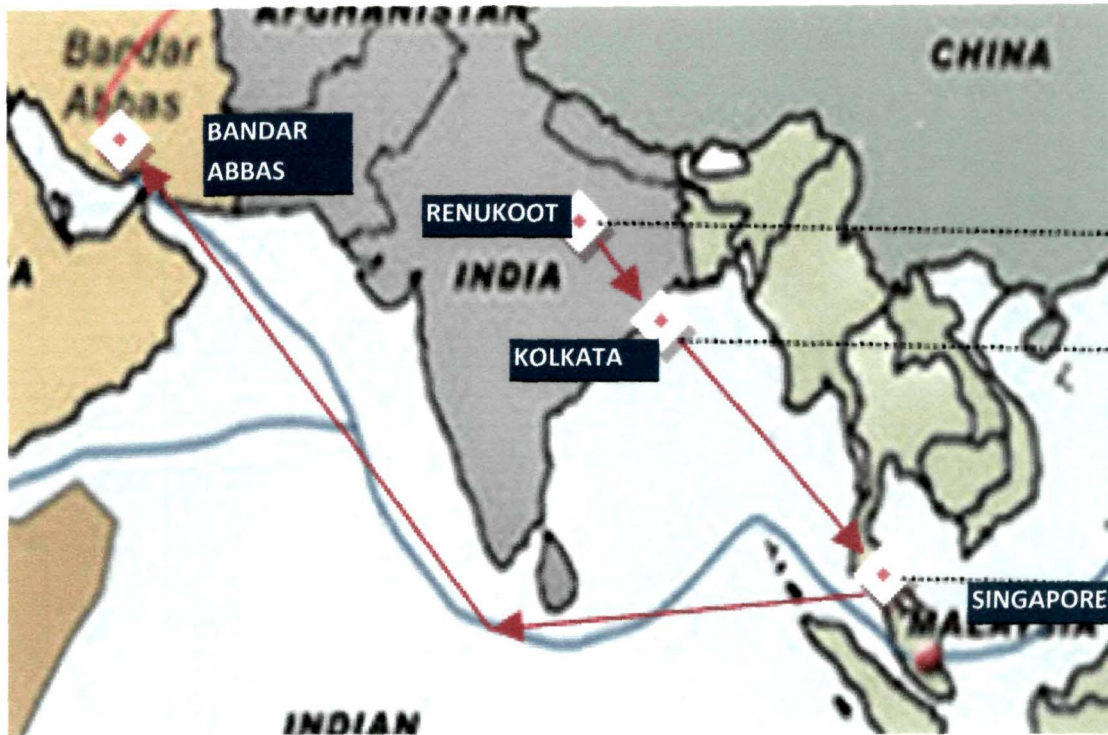 AFGHANISTAN
Bandar
Abbas
CHINA
BANDAR
ABBAS
RENUKOOT
A
INDIA
KOLKATA
SINGAPORE
MALAYSIA
INDIAN